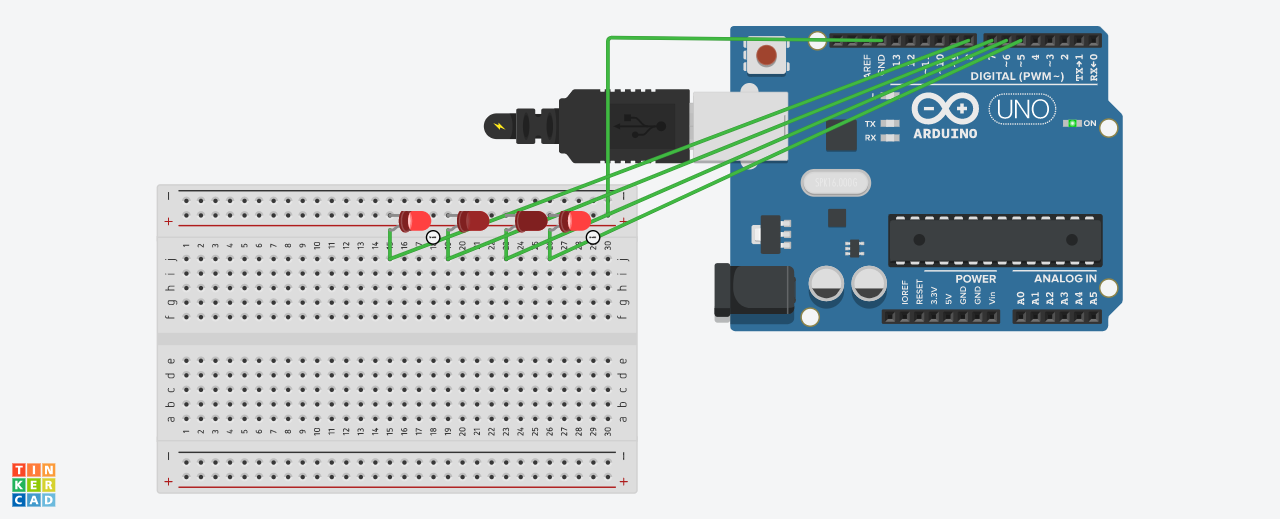 AREF
GND
13
12
~11
~10
~9
8
7
~6
~5
4
~3
2
TX→1
RX←0
DIGITAL (PWM~)
L
UNO
TX
RX
ARDUINO
ON
POWER
ANALOG IN
IOREF
RESET
3.3V
5V
GND
GND
Vin
A0
A1
A2
A3
A4
A5
1 2 3 4 5 6 7 8 9 10 11 12 13 14 15 16 17 18 19 20 21 22 23 24 25 26 27 28 29 30
j j
i i
h h
g g
f f
e e
d d
c c
b b
a a
1 2 3 4 5 6 7 8 9 10 11 12 13 14 15 16 17 18 19 20 21 22 23 24 25 26 27 28 29 30
TIN
KER
CAD